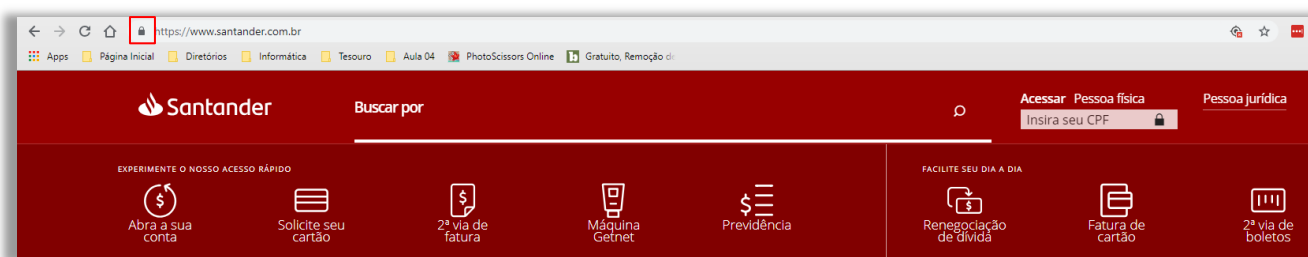 https://www.santander.com.br
Apps Página Inicial Diretórios Informática Tesouro Aula 04 PhotoScissors Online Gratuito, Remoção d
Santander
Buscar por
Acessar Pessoa física
Pessoa jurídica
Insira seu CPF
EXPERIMENTE O NOSSO ACESSO RÁPIDO
FACILITE SEU DIA A DIA
Abra a sua
conta
Solicite seu
cartão
2ª via de
fatura
Máquina
Getnet
Previdência
Renegociação
de dívida
Fatura de
cartão
2ª via de
boletos